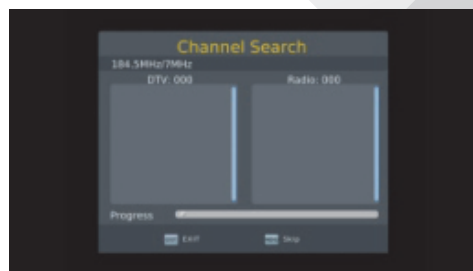 Channel Search
184.5MHz/7MHz
DTV: 000 Radio: 000
Progress
EXIT Skip